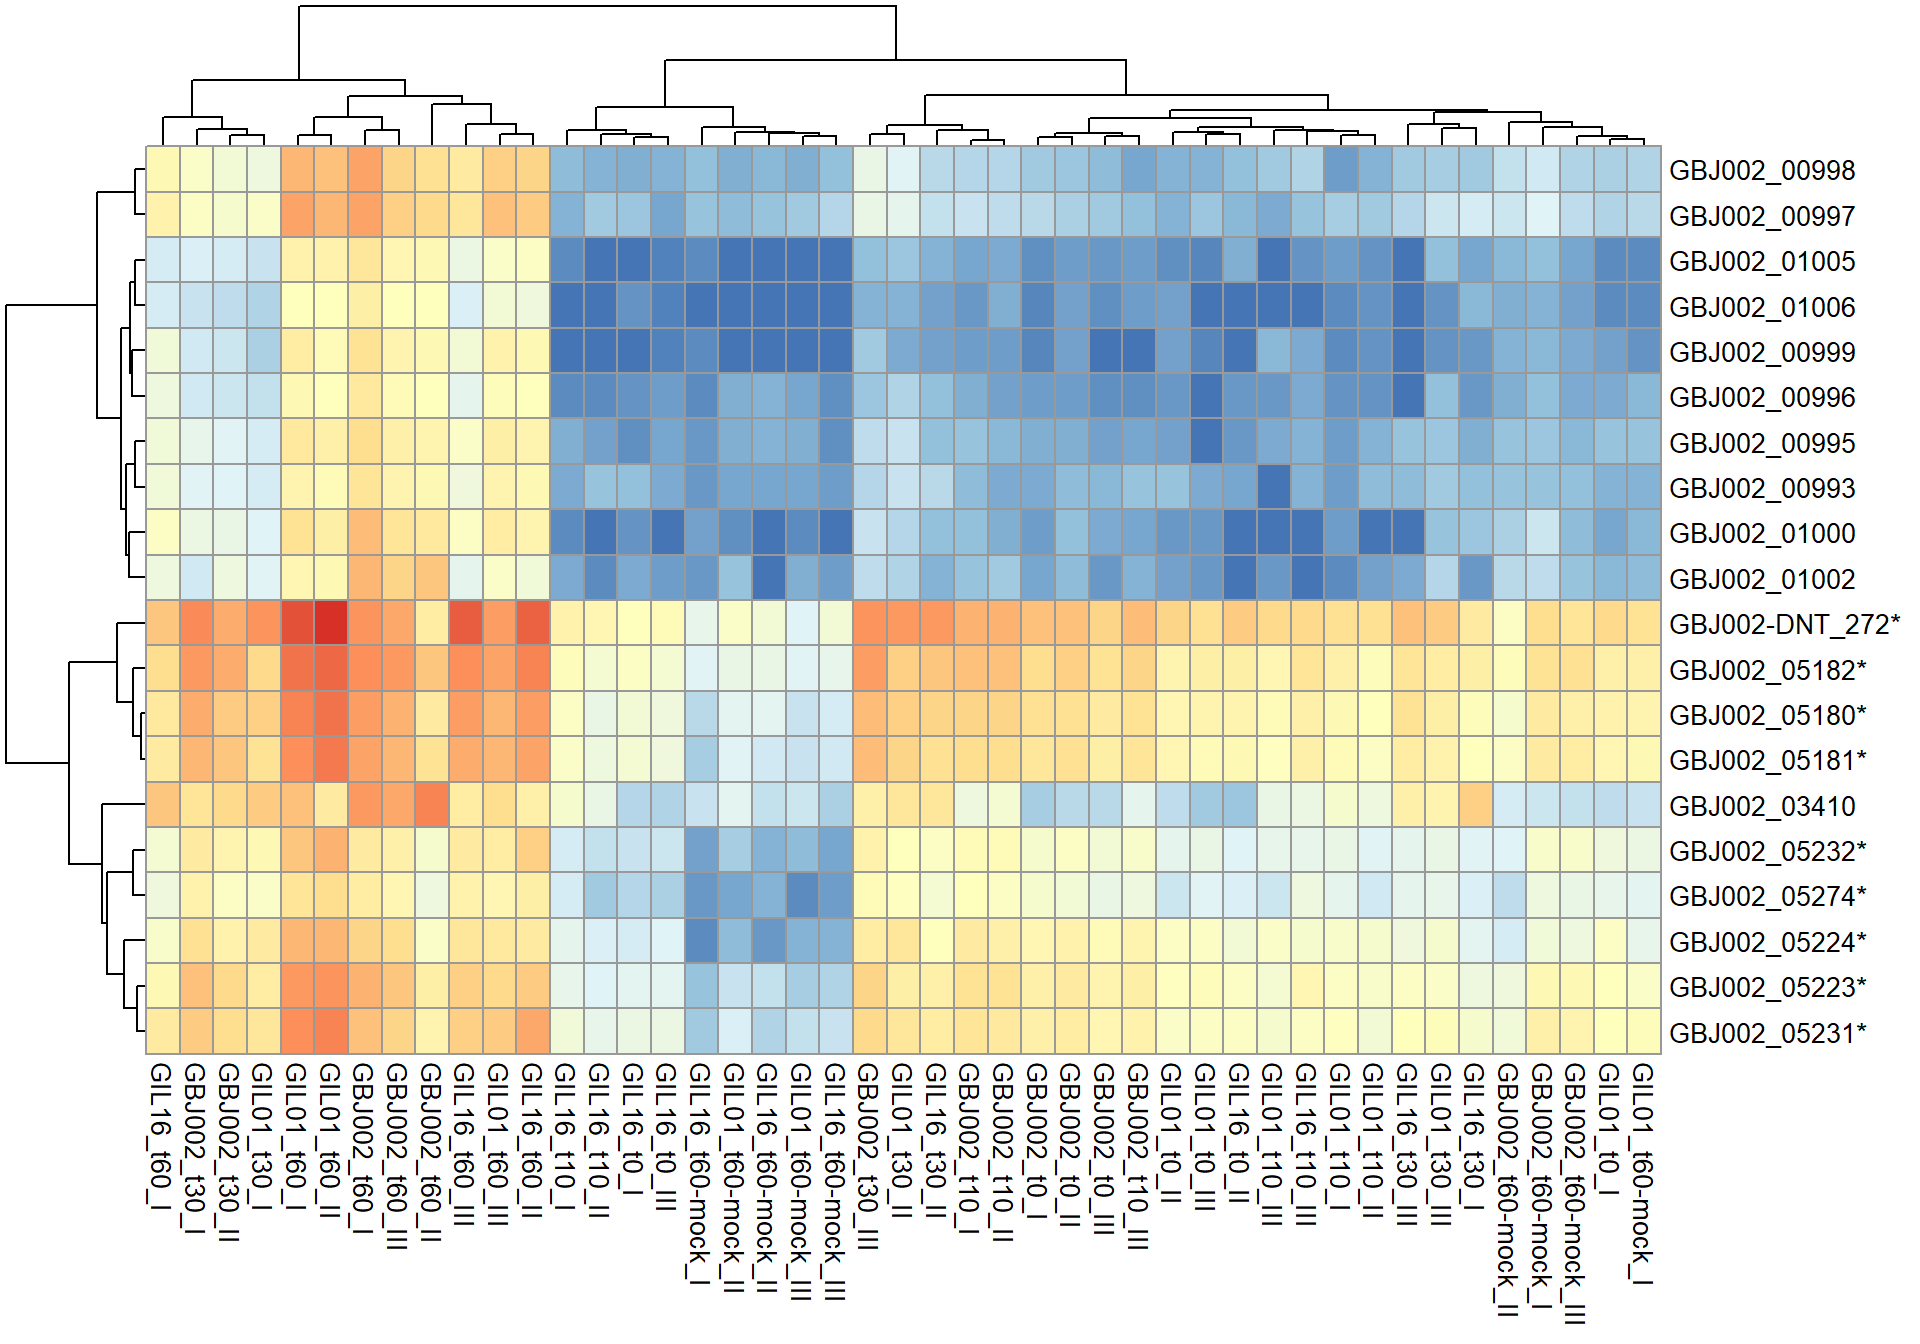 GBJ002_00998
GBJ002_00997
GBJ002_01005
GBJ002_01006
GBJ002_00999
GBJ002_00996
GBJ002_00995
GBJ002_00993
GBJ002_01000
GBJ002_01002
GBJ002-DNT_272*
GBJ002_05182*
GBJ002_05180*
GBJ002_05181*
GBJ002_03410
GBJ002_05232*
GBJ002_05274*
GBJ002_05224*
GBJ002_05223*
GBJ002_05231*
GIL16_t60_I
GBJ002_t30_I
GBJ002_t30_II
GIL01_t30_I
GIL01_t60_I
GIL01_t60_II
GBJ002_t60_I
GBJ002_t60_III
GBJ002_t60_II
GIL16_t60_III
GIL01_t60_III
GIL16_t60_II
GIL16_t10_I
GIL16_t10_II
GIL16_t0_I
GIL16_t0_III
GIL16_t60-mock_I
GIL01_t60-mock_II
GIL16_t60-mock_II
GIL01_t60-mock_III
GIL16_t60-mock_III
GBJ002_t30_III
GIL01_t30_II
GIL16_t30_II
GBJ002_t10_I
GBJ002_t10_II
GBJ002_t0_I
GBJ002_t0_II
GBJ002_t0_III
GBJ002_t10_III
GIL01_t0_II
GIL01_t0_III
GIL16_t0_II
GIL01_t10_III
GIL16_t10_III
GIL01_t10_I
GIL01_t10_II
GIL16_t30_III
GIL01_t30_III
GIL16_t30_I
GBJ002_t60-mock_II
GBJ002_t60-mock_I
GBJ002_t60-mock_III
GIL01_t0_I
GIL01_t60-mock_I